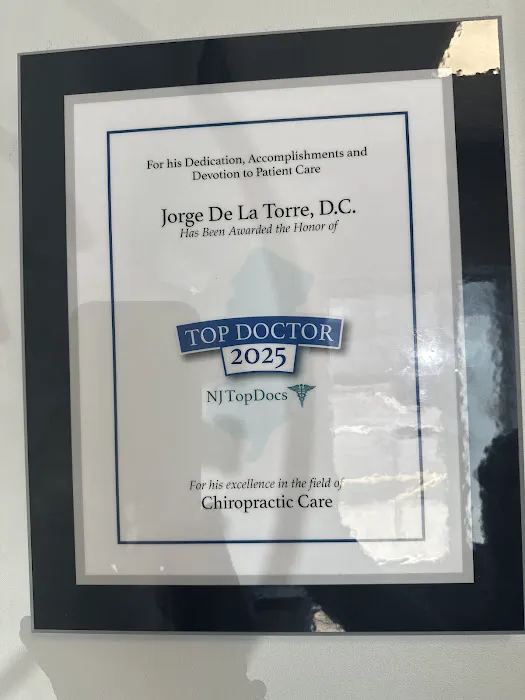 For his Dedication, Accomplishments and
Devotion to Patient Care
Jorge De La Torre, D.C.
Has Been Awarded the Honor of
TOP DOCTOR
2025
NJTopDocs
For his excellence in the field of
Chiropractic Care